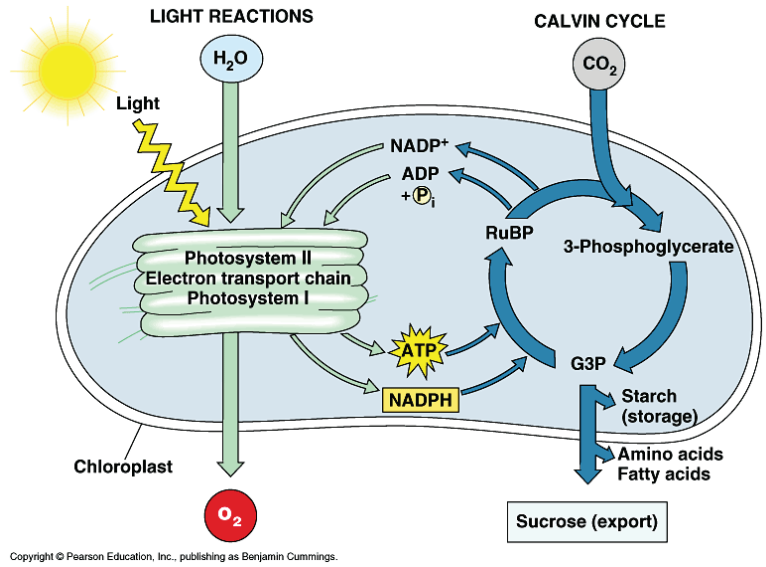 LIGHT REACTIONS
CALVIN CYCLE
H₂O
CO₂
Light
NADP⁺
ADP
+ Pᵢ
RuBP
3-Phosphoglycerate
Photosystem II
Electron transport chain
Photosystem I
ATP
NADPH
G3P
Starch
(storage)
Amino acids
Fatty acids
Chloroplast
O₂
Sucrose (export)
Copyright © Pearson Education, Inc., publishing as Benjamin Cummings.